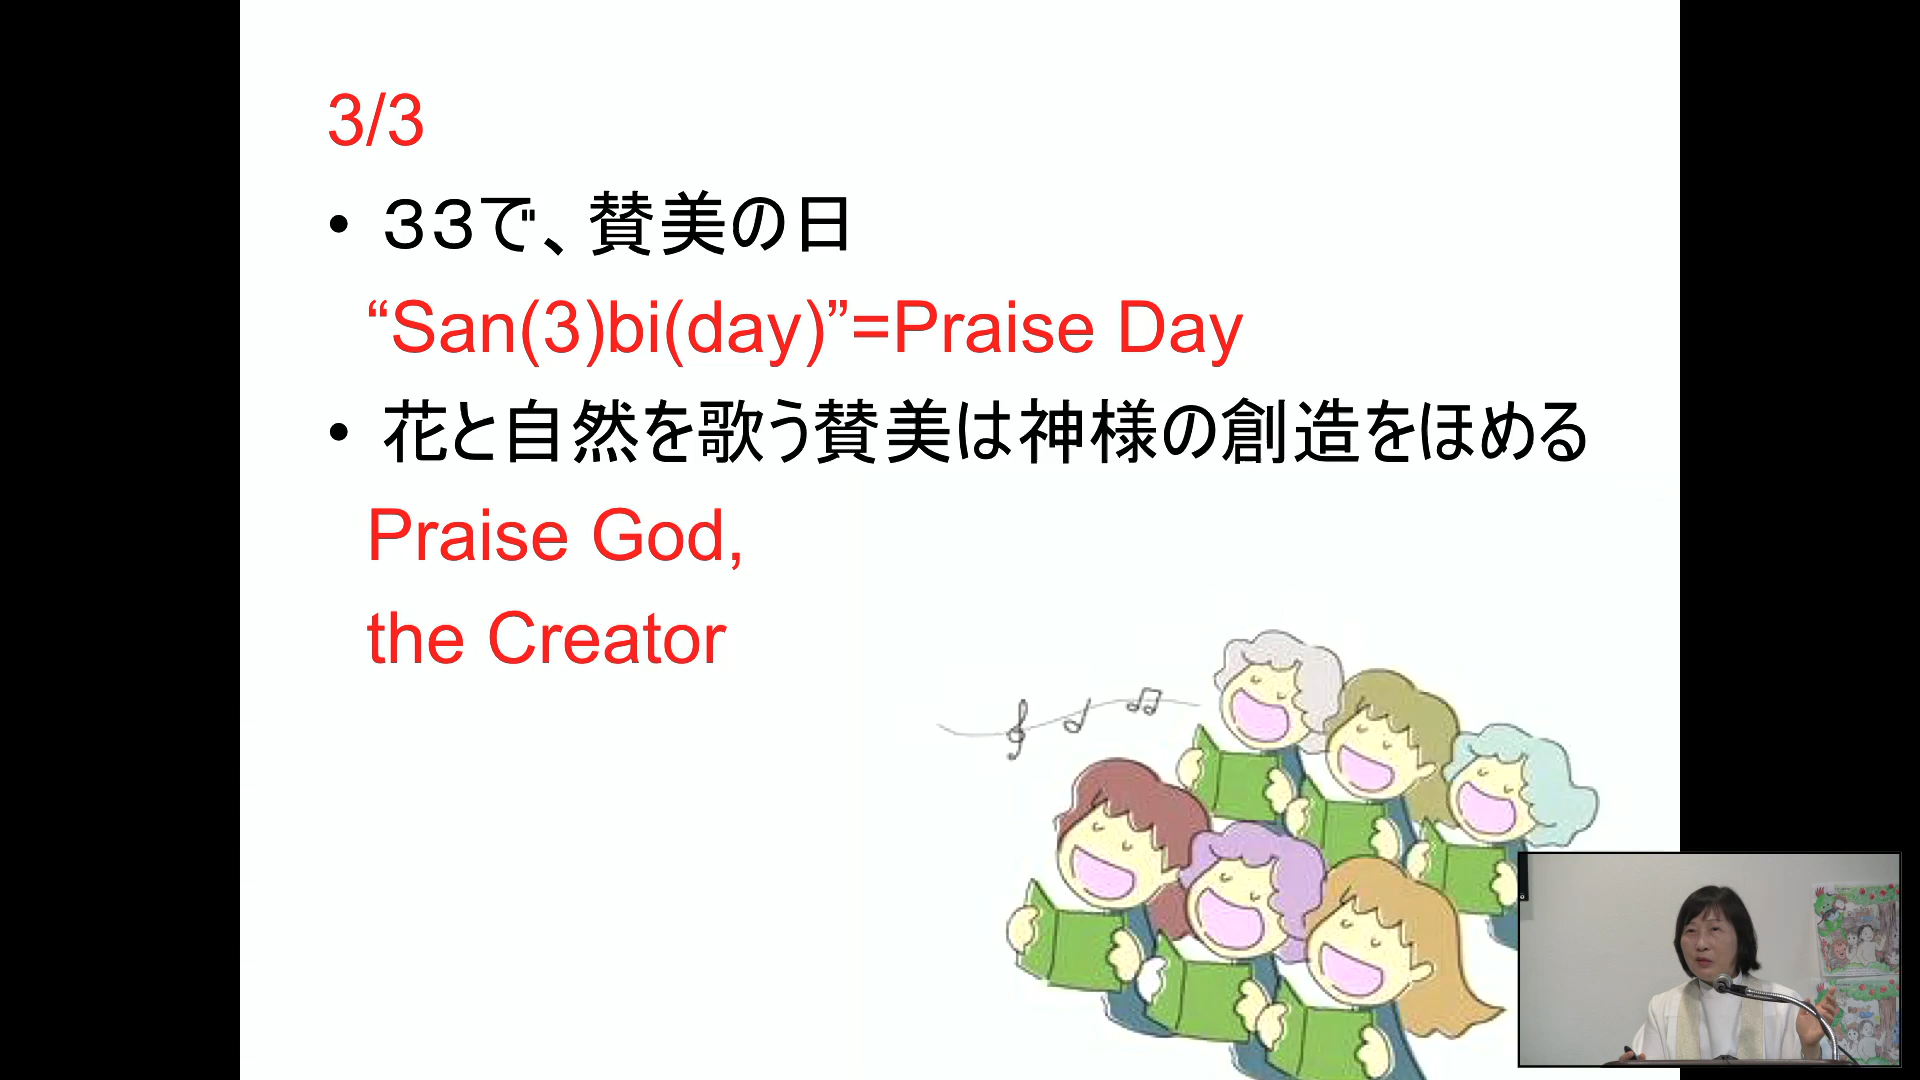 3/3
• ３３で、賛美の日
“San(3)bi(day)”=Praise Day
• 花と自然を歌う賛美は神様の創造をほめる
Praise God,
the Creator